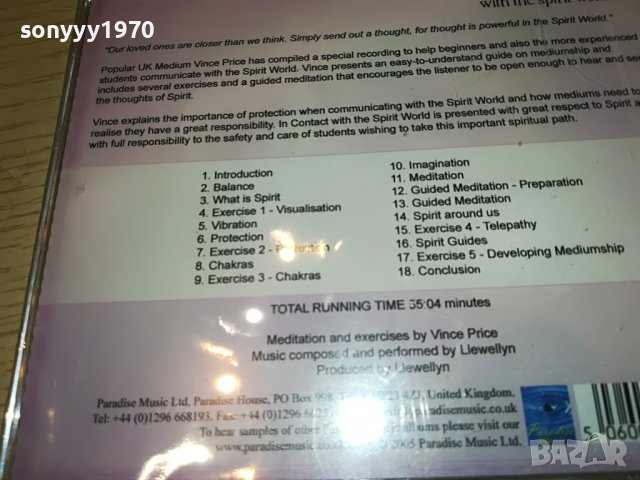 sonyyy1970
with the spirit
"Our loved ones are closer than we think. Simply send out a thought, for thought is powerful in the Spirit World."
Popular UK Medium Vince Price has compiled a special recording to help beginners and also the more experienced
students communicate with the Spirit World. Vince presents an easy-to-understand guide on mediumship and
includes several exercises and a guided meditation that encourages the listener to be open enough to hear and see
the thoughts of Spirit.
Vince explains the importance of protection when communicating with the Spirit World and how mediums need to
realise they have a great responsibility. In Contact with the Spirit World is presented with great respect to Spirit
with full responsibility to the safety and care of students wishing to take this important spiritual path.
1. Introduction
2. Balance
3. What is Spirit
4. Exercise 1 - Visualisation
5. Vibration
6. Protection
7. Exercise 2 - Protection
8. Chakras
9. Exercise 3 - Chakras
10. Imagination
11. Meditation
12. Guided Meditation - Preparation
13. Guided Meditation
14. Spirit around us
15. Exercise 4 - Telepathy
16. Spirit Guides
17. Exercise 5 - Developing Mediumship
18. Conclusion
TOTAL RUNNING TIME 55:04 minutes
Meditation and exercises by Vince Price
Music composed and performed by Llewellyn
Produced by Llewellyn
Paradise Music Ltd, Paradise House, PO Box 998, 4ZJ, United Kingdom.
Tel: +44 (0)1296 668193. Fax: +44 (0)1296 @paradisemusic.co.uk
To hear samples of other albums please visit our
www.paradisemusic. 2005 Paradise Music Ltd.
Paradise
5 0600
BAZAR